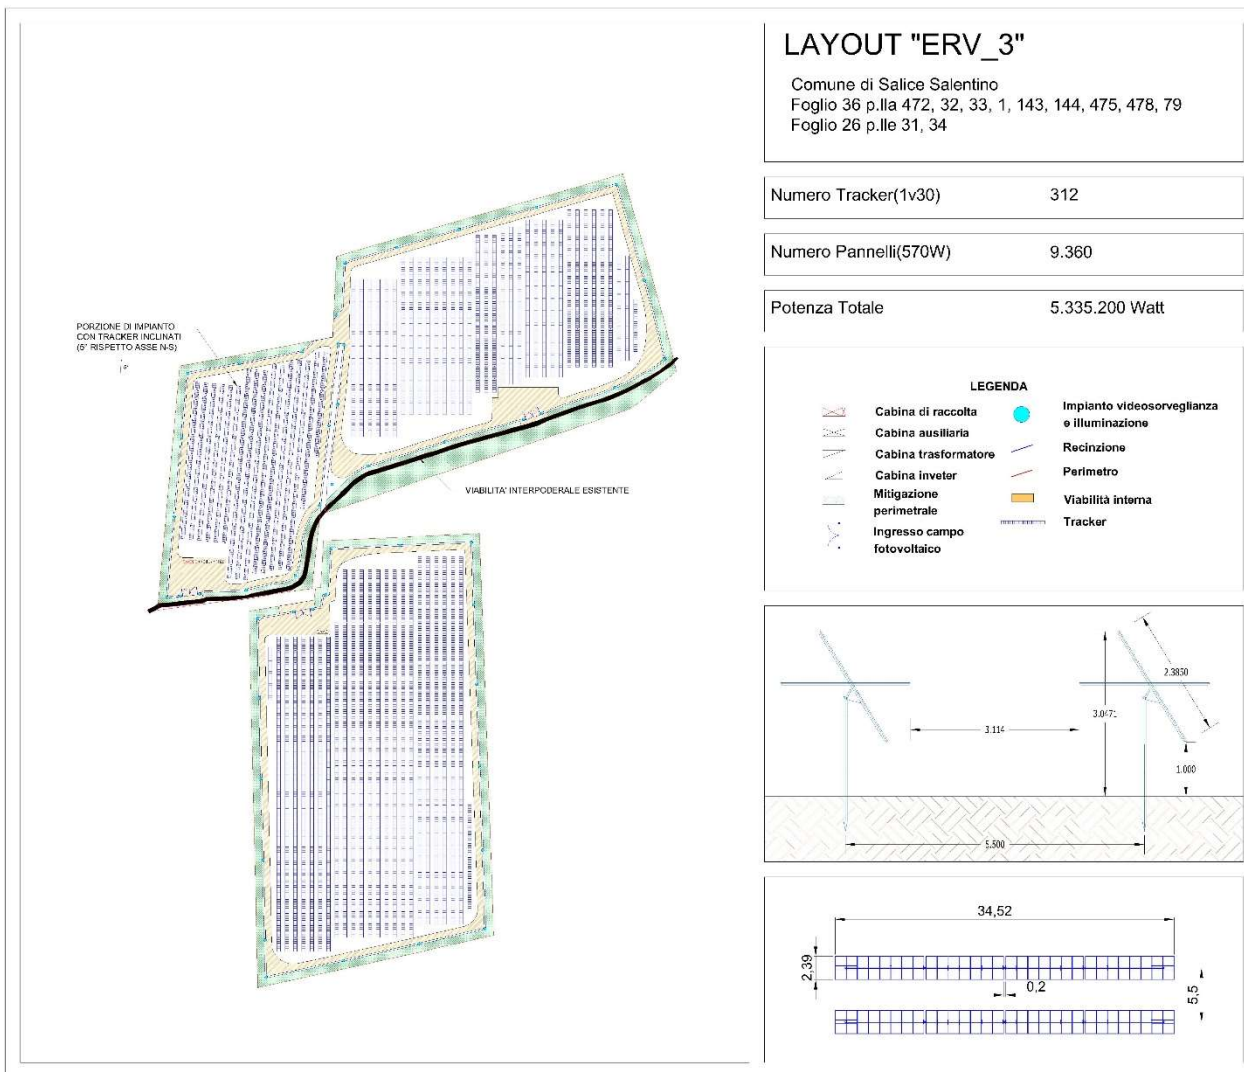 LAYOUT "ERV_3"
Comune di Salice Salentino
Foglio 36 p.lla 472, 32, 33, 1, 143, 144, 475, 478, 79
Foglio 26 p.lle 31, 34
Numero Tracker(1v30) 312
Numero Pannelli(570W) 9.360
Potenza Totale 5.335.200 Watt
PORZIONE DI IMPIANTO
CON TRACKER INCLINATI
(5° RISPETTO ASSE N-S)
VIABILITA' INTERPODERALE ESISTENTE
LEGENDA
Cabina di raccolta
Cabina ausiliaria
Cabina trasformatore
Cabina inveter
Mitigazione
perimetrale
Ingresso campo
fotovoltaico
Impianto videosorveglianza
e illuminazione
Recinzione
Perimetro
Viabilità interna
Tracker
2.3850
3.0471
3.114
1.000
5.500
34,52
2,39
0,2
5,5